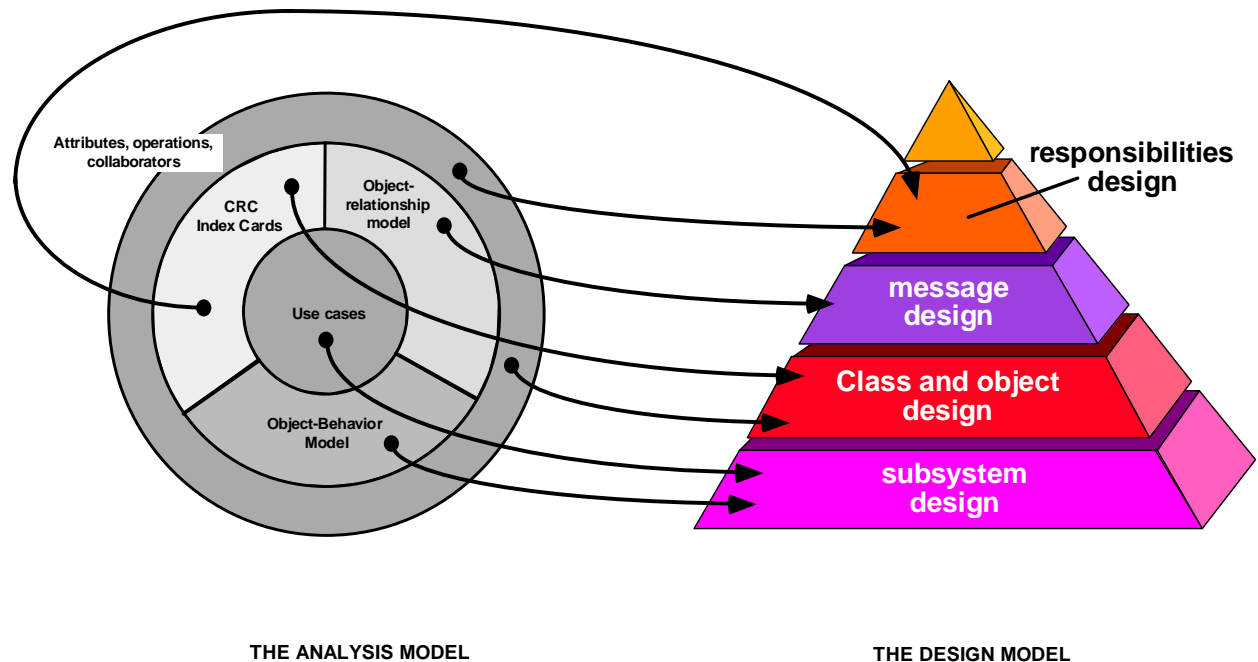 Attributes, operations,
collaborators
CRC
Index Cards
Object-
relationship
model
Use cases
Object-Behavior
Model
THE ANALYSIS MODEL
responsibilities
design
message
design
Class and object
design
subsystem
design
THE DESIGN MODEL